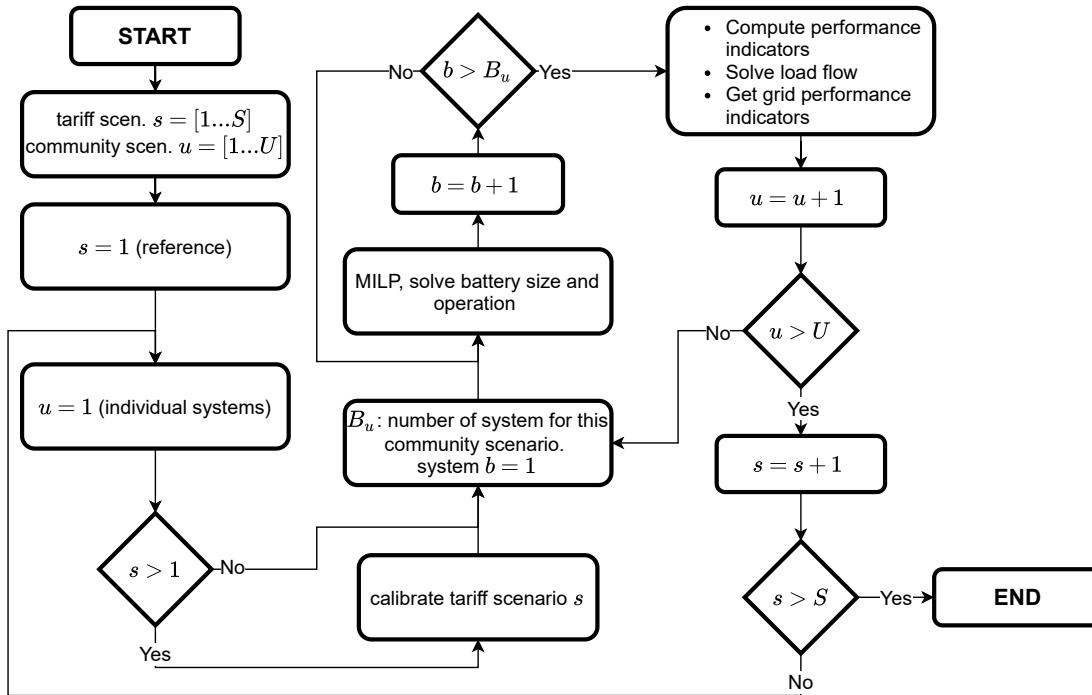 START
tariff scen. s = [1...S]
community scen. u = [1...U]
s = 1 (reference)
u = 1 (individual systems)
s > 1
No
Yes
calibrate tariff scenario s
B_u: number of system for this
community scenario.
system b = 1
MILP, solve battery size and
operation
b = b + 1
b > B_u
No
Yes
• Compute performance
indicators
• Solve load flow
• Get grid performance
indicators
u = u + 1
u > U
No
Yes
s = s + 1
s > S
Yes
No
END